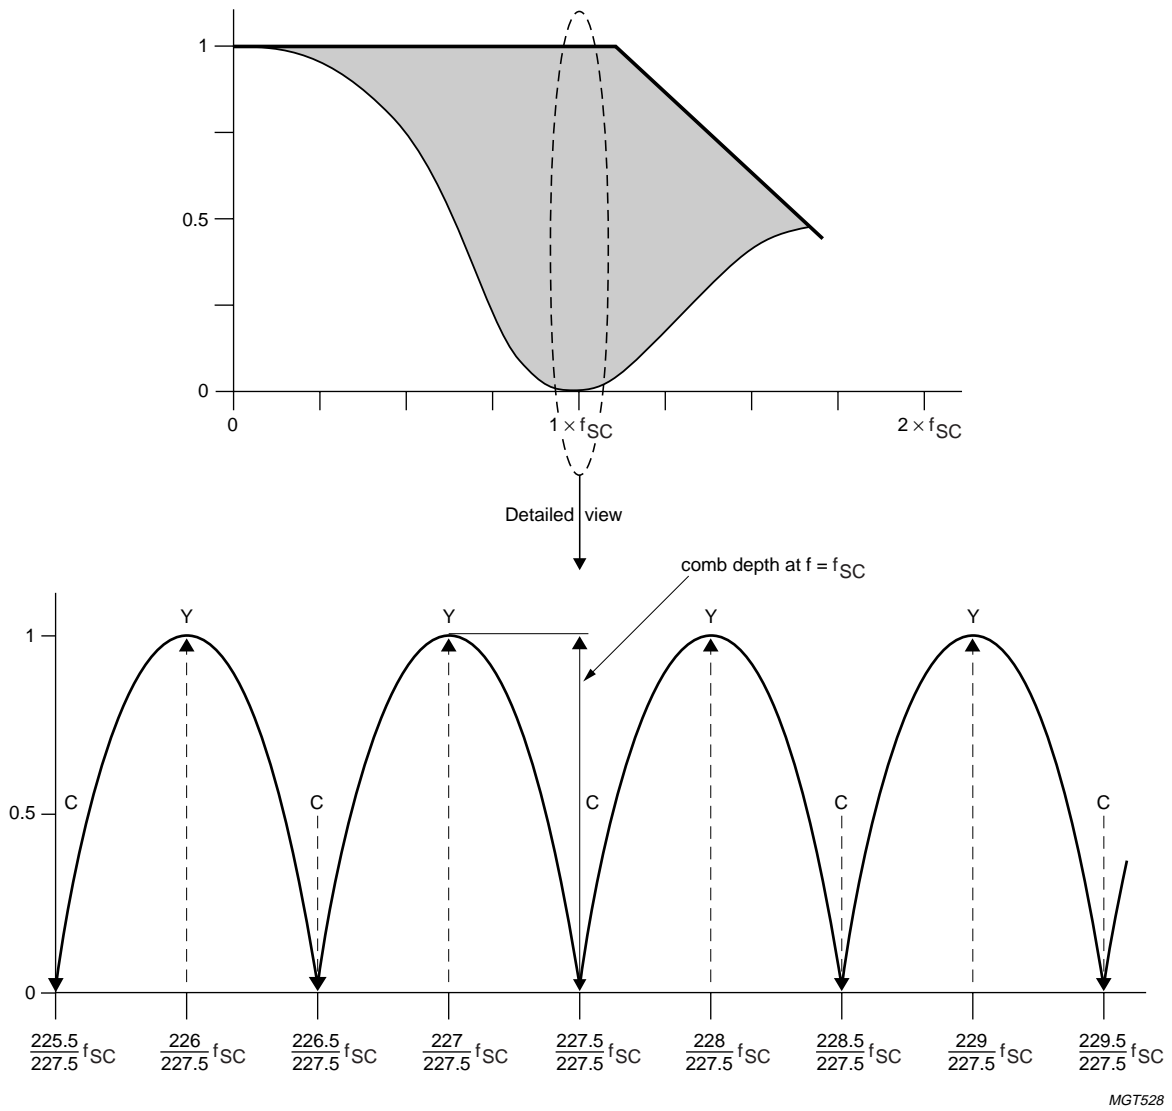 1
0.5
0
0
1 × fSC
2 × fSC
Detailed view
comb depth at f = fSC
Y
Y
Y
Y
1
C
C
C
C
C
0.5
0
225.5/227.5 fSC
226/227.5 fSC
226.5/227.5 fSC
227/227.5 fSC
227.5/227.5 fSC
228/227.5 fSC
228.5/227.5 fSC
229/227.5 fSC
229.5/227.5 fSC
MGT528